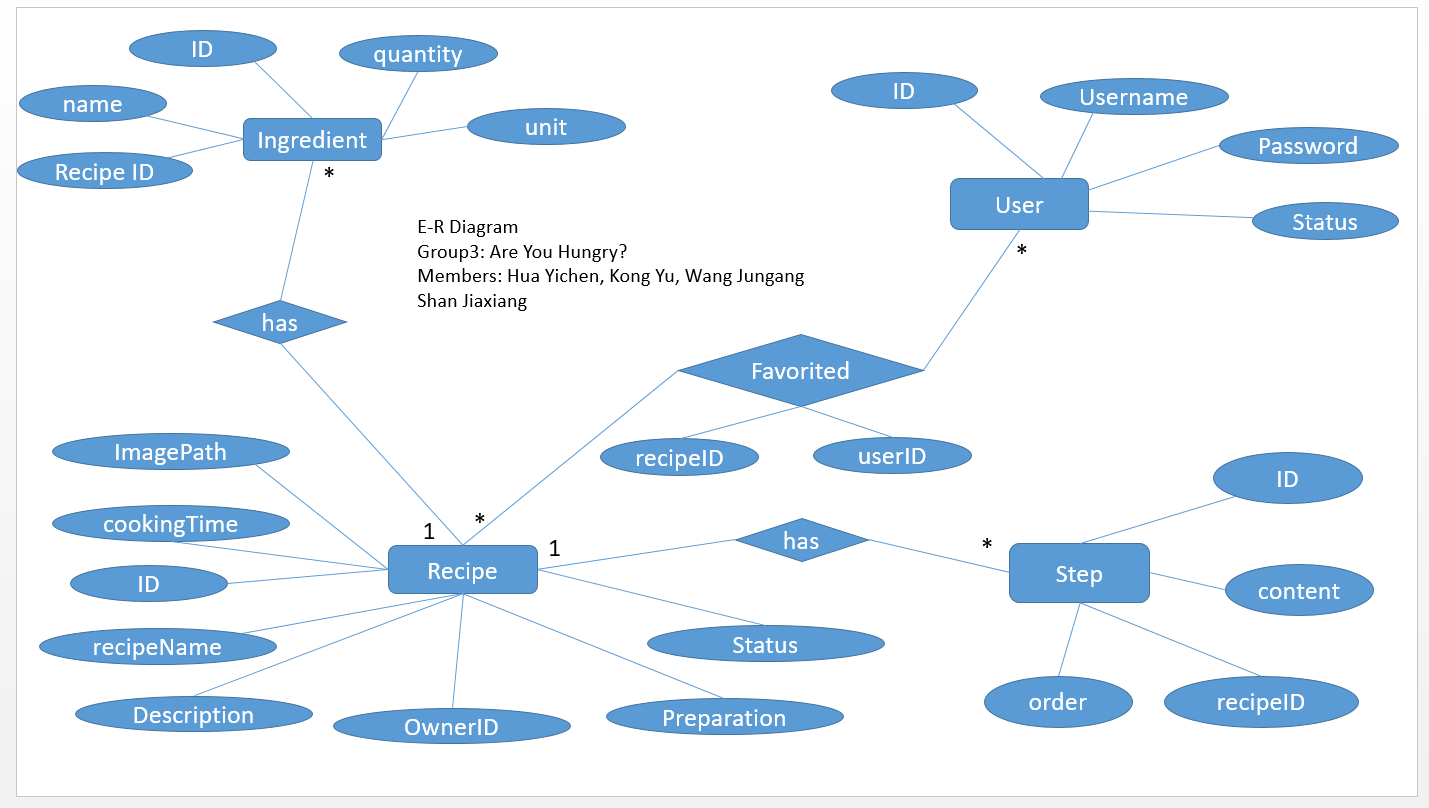 ID
quantity
name
Ingredient
unit
Recipe ID
*
ID
Username
Password
User
Status
*
E-R Diagram
Group3: Are You Hungry?
Members: Hua Yichen, Kong Yu, Wang Jungang
Shan Jiaxiang
has
Favorited
recipeID
userID
ImagePath
cookingTime
ID
recipeName
Description
OwnerID
Preparation
Status
1
*
1
Recipe
has
*
Step
ID
content
order
recipeID